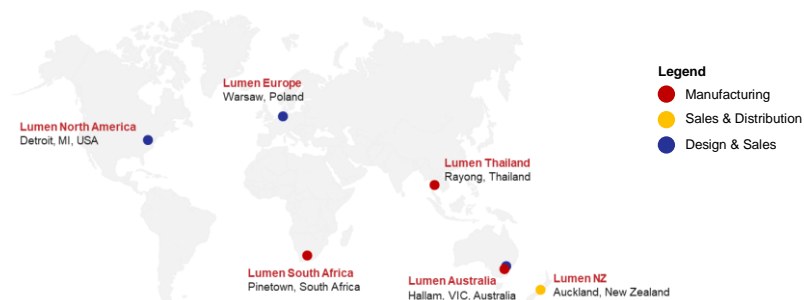 Lumen Europe
Warsaw, Poland
Lumen North America
Detroit, MI, USA
Lumen Thailand
Rayong, Thailand
Lumen South Africa
Pinetown, South Africa
Lumen Australia
Hallam, VIC, Australia
Lumen NZ
Auckland, New Zealand
Legend
Manufacturing
Sales & Distribution
Design & Sales